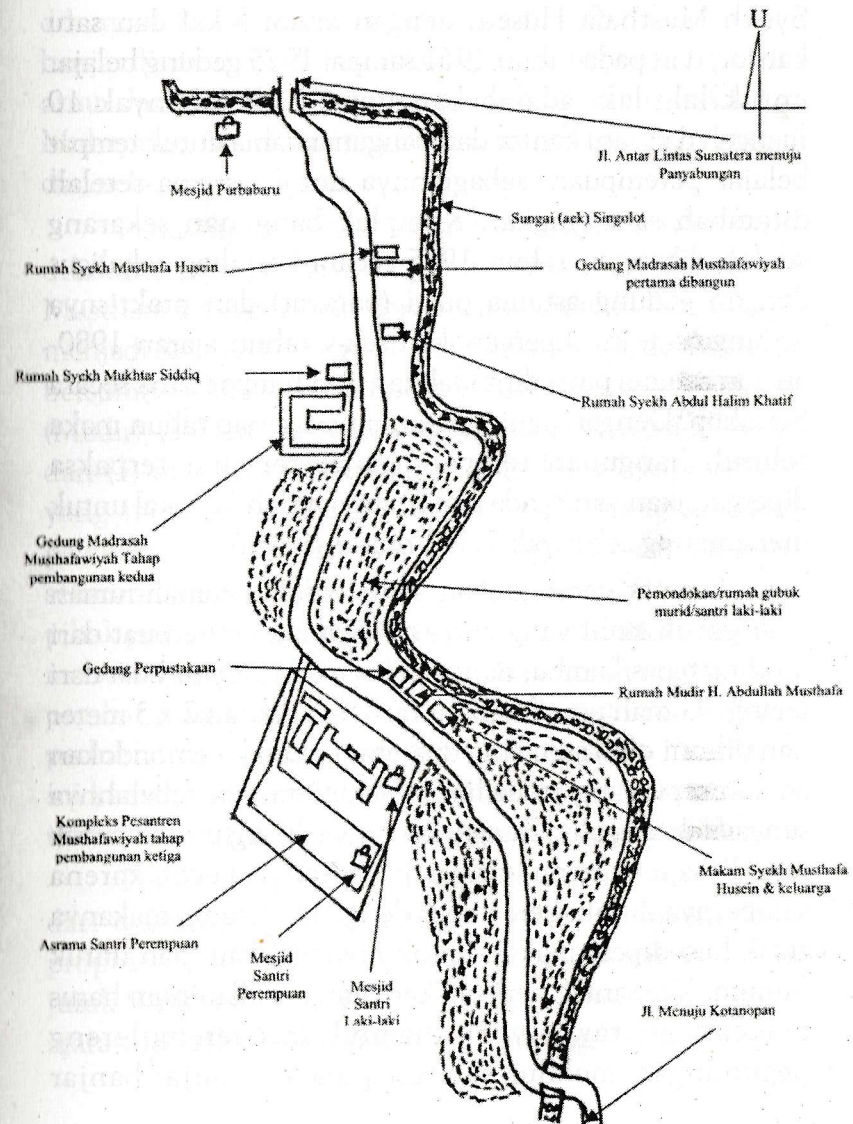 U
Jl. Antar Lintas Sumatera menuju
Panyabungan
Mesjid Purbabaru
Sungai (aek) Singolot
Rumah Syekh Musthafa Husein
Gedung Madrasah Musthafawiyah
pertama dibangun
Rumah Syekh Mukhtar Siddiq
Rumah Syekh Abdul Halim Khatif
Gedung Madrasah
Musthafawiyah Tahap
pembangunan kedua
Pemondokan/rumah gubuk
murid/santri laki-laki
Gedung Perpustakaan
Rumah Mudir H. Abdullah Musthafa
Kompleks Pesantren
Musthafawiyah tahap
pembangunan ketiga
Makam Syekh Musthafa
Husein & keluarga
Asrama Santri Perempuan
Mesjid
Santri
Perempuan
Mesjid
Santri
Laki-laki
Jl. Menuju Kotanopan